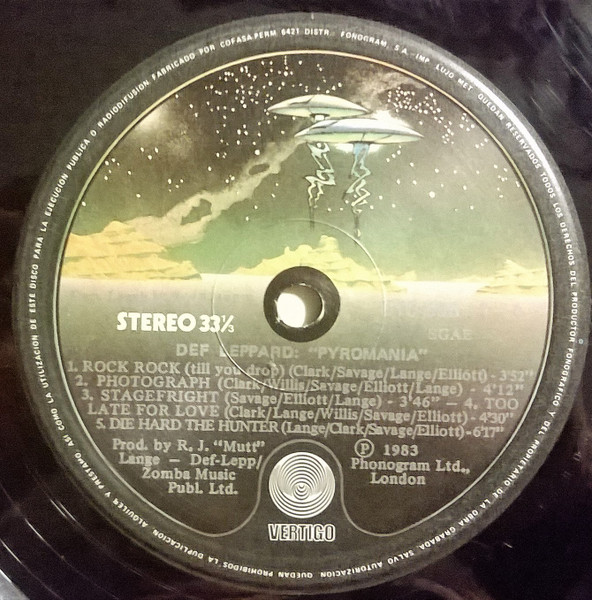 FABRICADO POR COFASA.PERM 6421 DISTR.: FONOGRAM, S.A. - IMP. LUJO MET. QUEDAN RESERVADOS TODOS LOS DERECHOS DEL PRODUCTOR FONOGRAFICO Y DEL PROPIETARIO DE LA OBRA GRABADA. SALVO AUTORIZACION, QUEDAN PROHIBIDOS LA DUPLICACION, ALQUILER Y PRESTAMO, ASI COMO LA UTILIZACION DE ESTE DISCO PARA LA EJECUCION PUBLICA O RADIODIFUSION.
STEREO 33⅓
SGAE
DEF LEPPARD: "PYROMANIA"
1. ROCK ROCK (till you drop) (Clark/Savage/Lange/Elliott) - 3'52"
2. PHOTOGRAPH (Clark/Willis/Savage/Elliott/Lange) - 4'12"
3. STAGEFRIGHT (Savage/Elliott/Lange) - 3'46" — 4. TOO
LATE FOR LOVE (Clark/Lange/Willis/Savage/Elliott) - 4'30"
5. DIE HARD THE HUNTER (Lange/Clark/Savage/Elliott)-6'17"
Prod. by R. J. "Mutt"
Lange — Def-Lepp/
Zomba Music
Publ. Ltd.
℗ 1983
Phonogram Ltd.,
London
VERTIGO